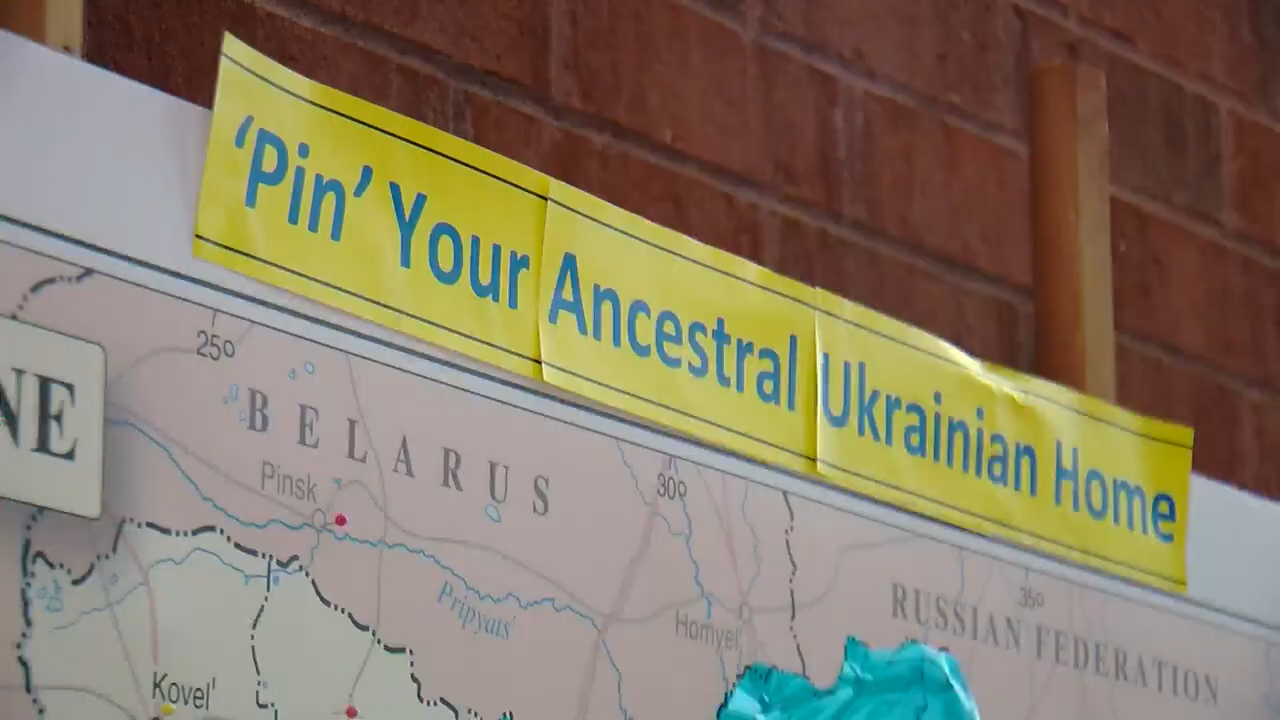 'Pin' Your Ancestral Ukrainian Home
25°
BELARUS
NE
Pinsk
30°
35°
Pripyats'
Homyel'
RUSSIAN FEDERATION
Kovel'